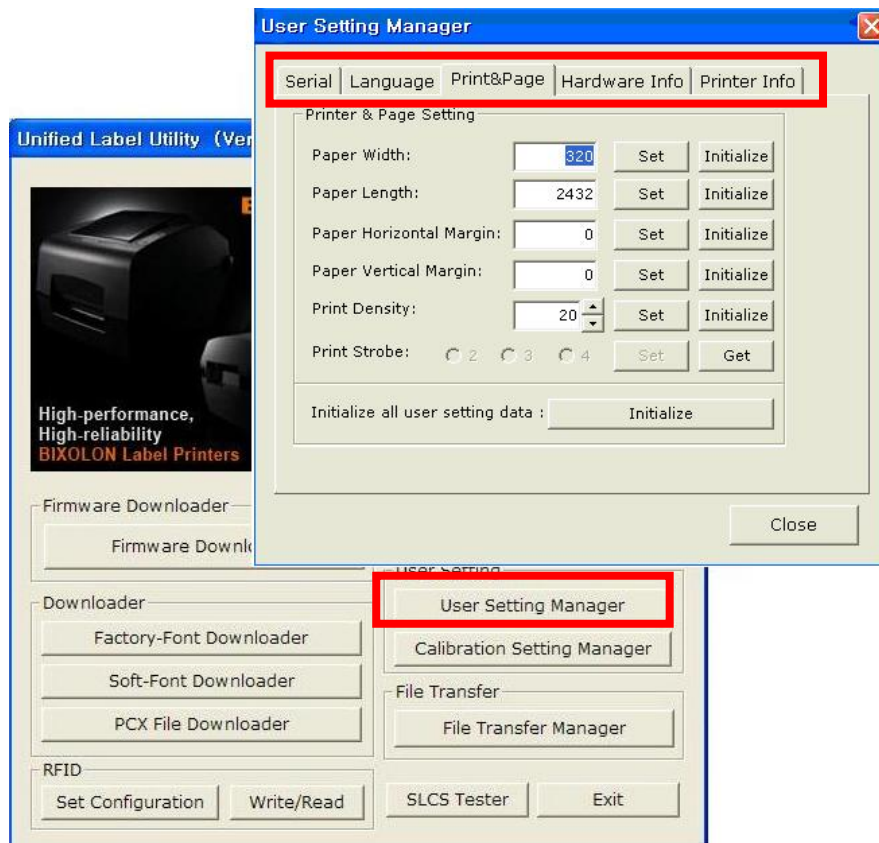 User Setting Manager
Serial Language Print&Page Hardware Info Printer Info
Printer & Page Setting
Paper Width: 320 Set Initialize
Paper Length: 2432 Set Initialize
Paper Horizontal Margin: 0 Set Initialize
Paper Vertical Margin: 0 Set Initialize
Print Density: 20 Set Initialize
Print Strobe: 2 3 4 Set Get
Initialize all user setting data : Initialize
Close
Unified Label Utility (Ver
High-performance,
High-reliability
BIXOLON Label Printers
Firmware Downloader
Firmware Downl
Downloader
Factory-Font Downloader
Soft-Font Downloader
PCX File Downloader
RFID
Set Configuration Write/Read
User Setting
User Setting Manager
Calibration Setting Manager
File Transfer
File Transfer Manager
SLCS Tester Exit